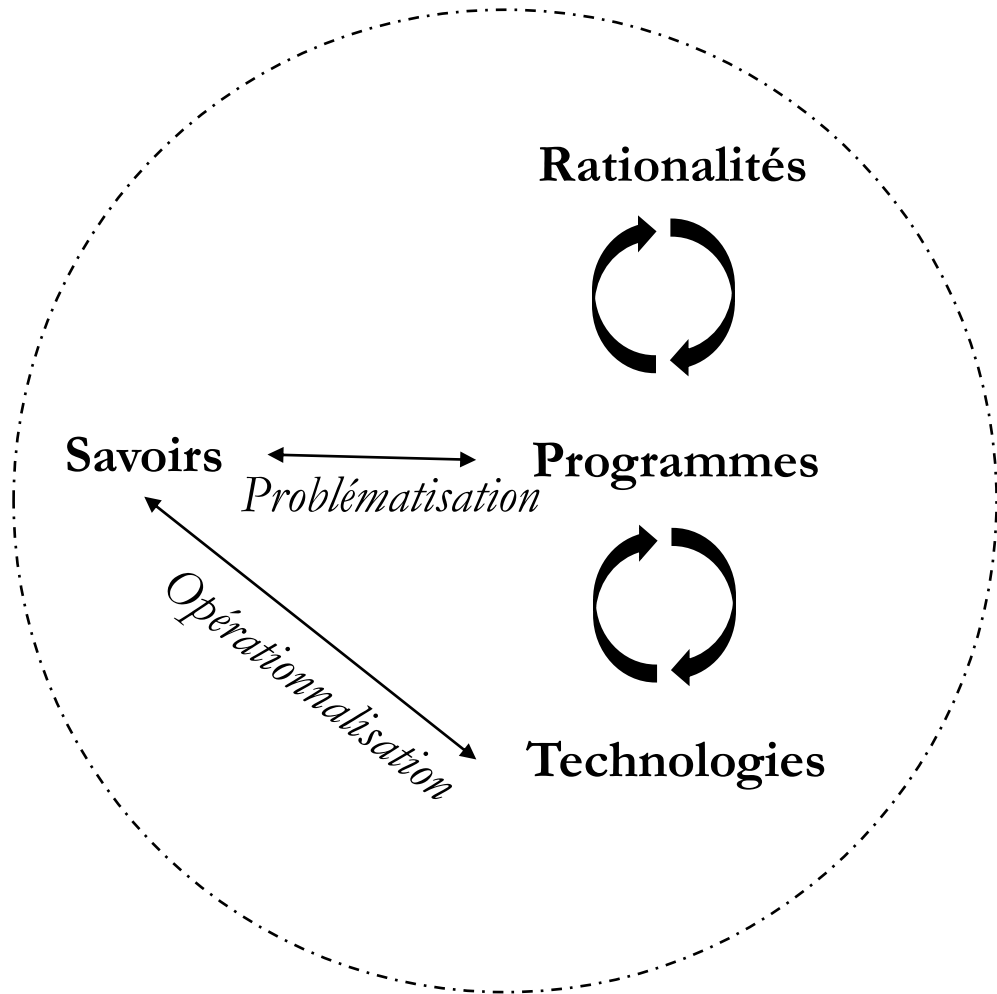 Rationalités
Savoirs
Programmes
Problématisation
Opérationnalisation
Technologies